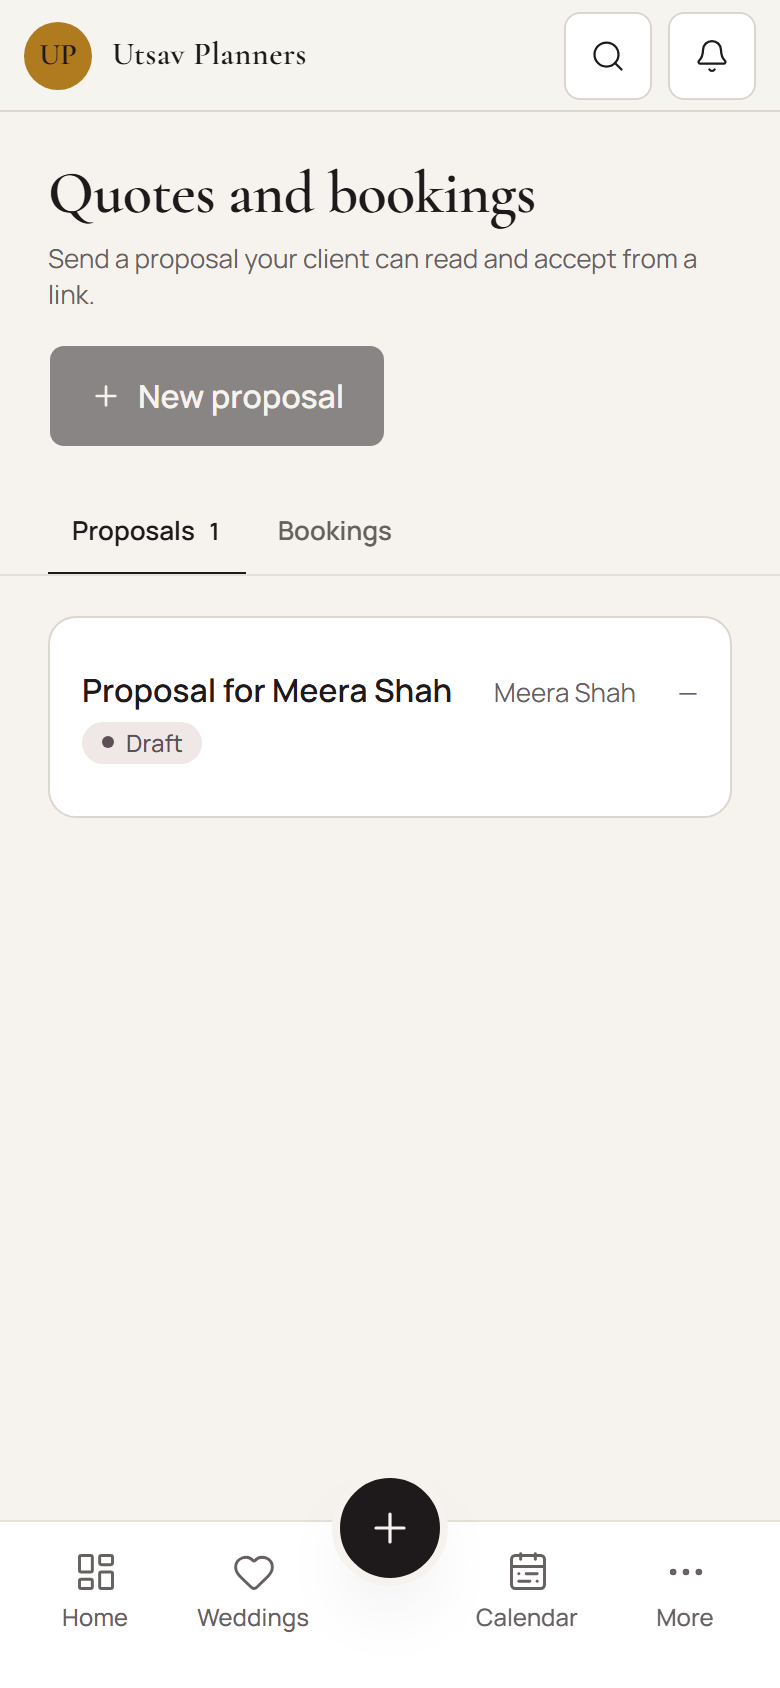 UP Utsav Planners
Quotes and bookings
Send a proposal your client can read and accept from a
link.
+ New proposal
Proposals 1 Bookings
Proposal for Meera Shah Meera Shah —
Draft
Home Weddings Calendar More